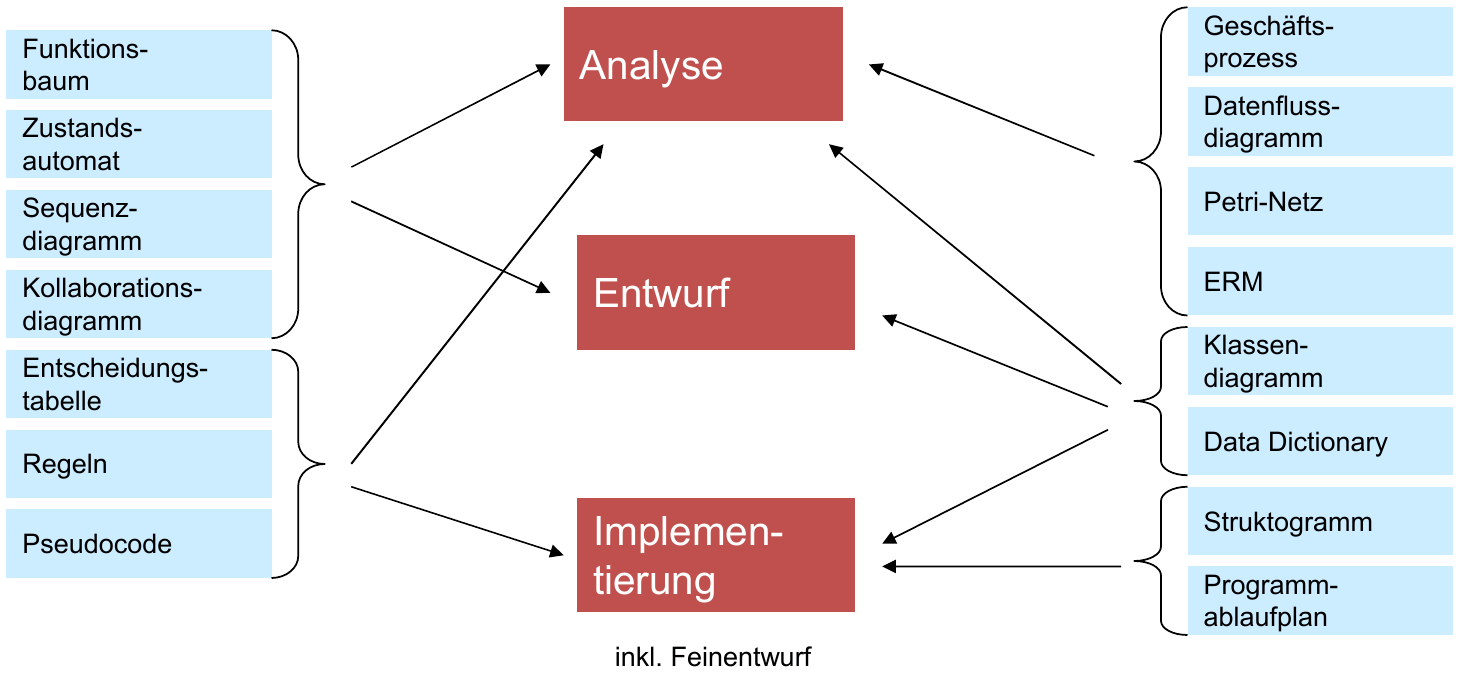 Funktions-
baum
Zustands-
automat
Sequenz-
diagramm
Kollaborations-
diagramm
Entscheidungs-
tabelle
Regeln
Pseudocode
Analyse
Entwurf
Implemen-
tierung
inkl. Feinentwurf
Geschäfts-
prozess
Datenfluss-
diagramm
Petri-Netz
ERM
Klassen-
diagramm
Data Dictionary
Struktogramm
Programm-
ablaufplan